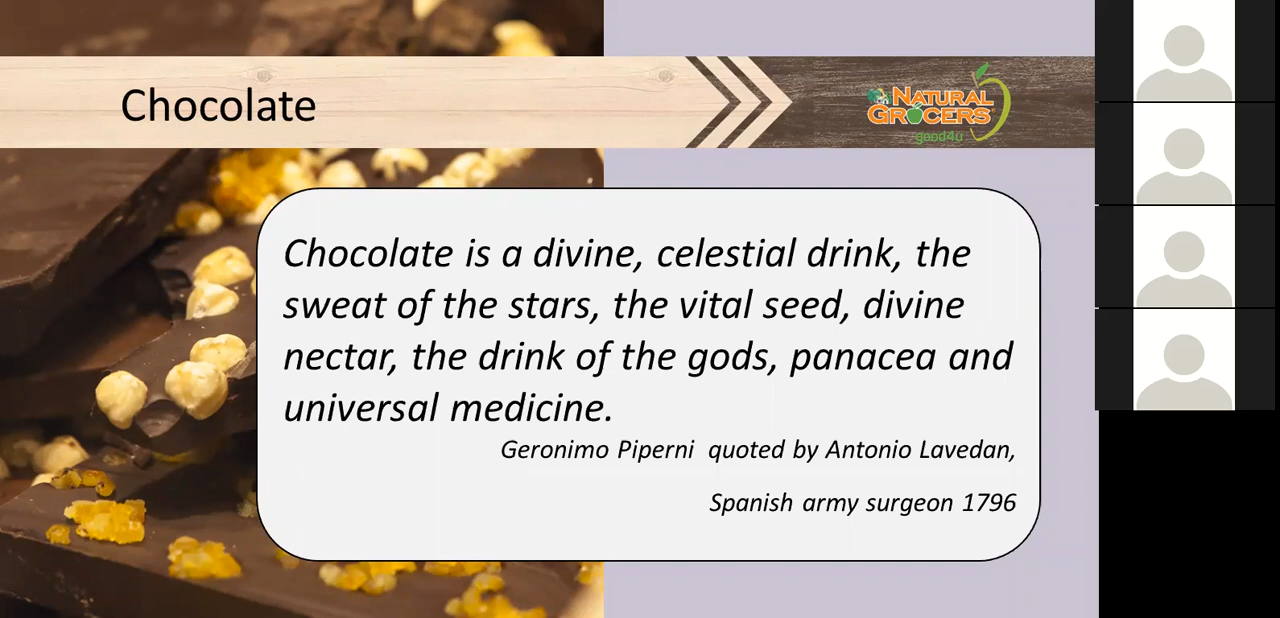 Chocolate
NATURAL
GROCERS
good4u
Chocolate is a divine, celestial drink, the
sweat of the stars, the vital seed, divine
nectar, the drink of the gods, panacea and
universal medicine.
Geronimo Piperni quoted by Antonio Lavedan,
Spanish army surgeon 1796